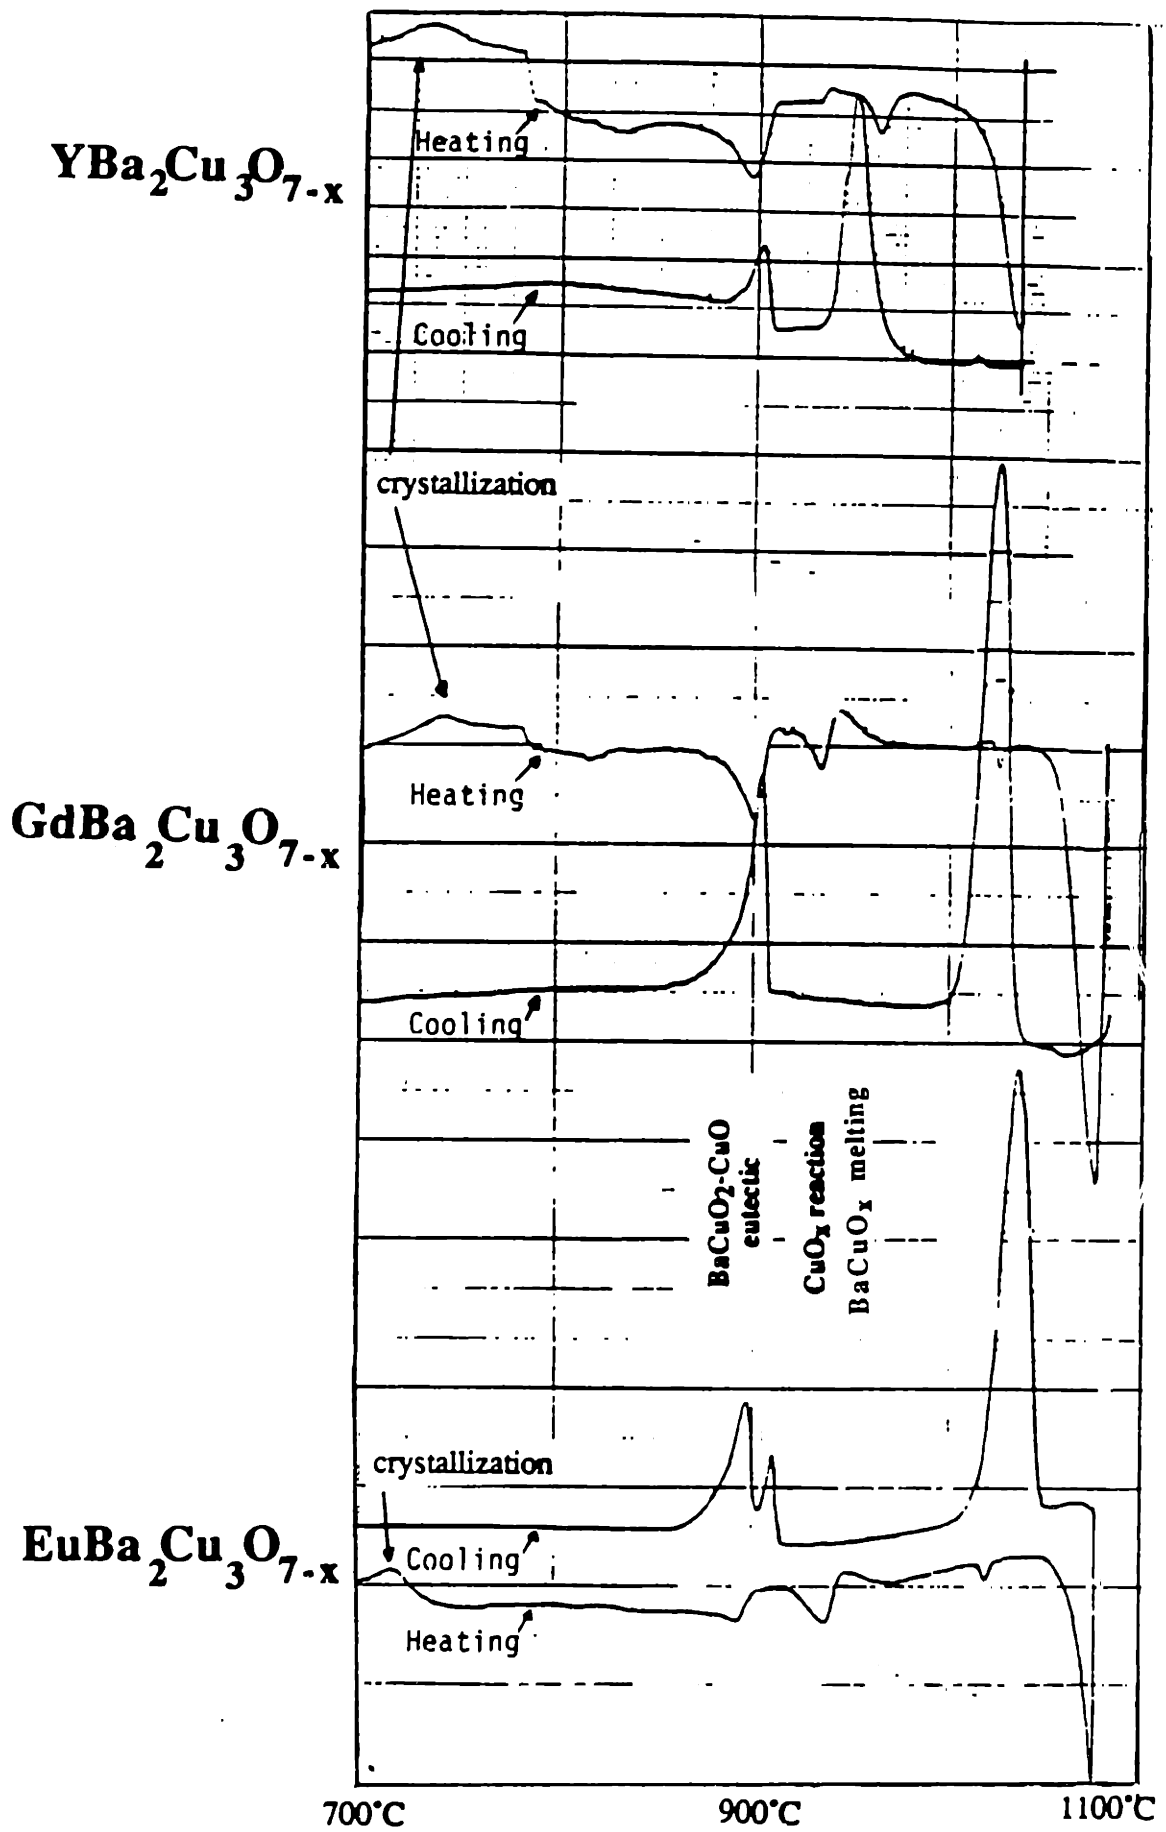 Heating
YBa2Cu3O7-x
Cooling
crystallization
Heating
GdBa2Cu3O7-x
Cooling
BaCuO2-CuO
eutectic
CuOx reaction
BaCuOx melting
crystallization
EuBa2Cu3O7-x
Cooling
Heating
700°C
900°C
1100°C